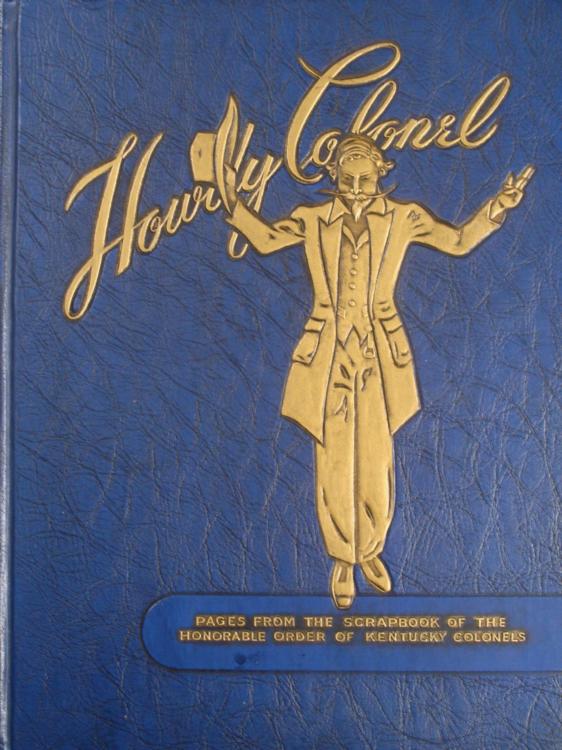 Howdy Colonel
PAGES FROM THE SCRAPBOOK OF THE
HONORABLE ORDER OF KENTUCKY COLONELS